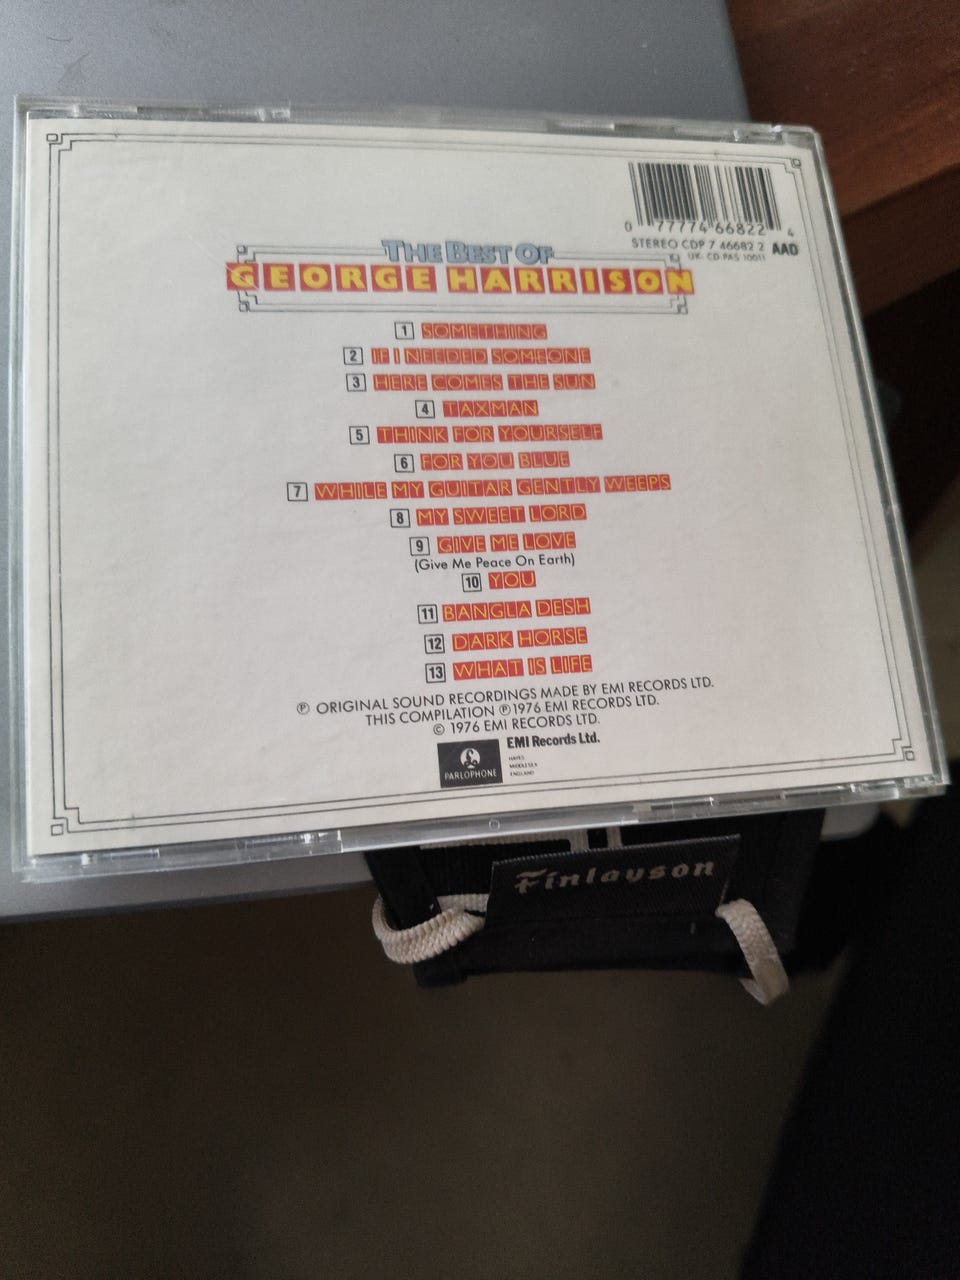 0 77774 66822 4
STEREO CDP 7 46682 2 AAD
UK: CD PAS 10011
THE BEST OF
GEORGE HARRISON
1 SOMETHING
2 IF I NEEDED SOMEONE
3 HERE COMES THE SUN
4 TAXMAN
5 THINK FOR YOURSELF
6 FOR YOU BLUE
7 WHILE MY GUITAR GENTLY WEEPS
8 MY SWEET LORD
9 GIVE ME LOVE
(Give Me Peace On Earth)
10 YOU
11 BANGLA DESH
12 DARK HORSE
13 WHAT IS LIFE
℗ ORIGINAL SOUND RECORDINGS MADE BY EMI RECORDS LTD.
THIS COMPILATION ℗ 1976 EMI RECORDS LTD.
© 1976 EMI RECORDS LTD.
PARLOPHONE
EMI Records Ltd.
HAYES
MIDDLESEX
ENGLAND
Finlayson